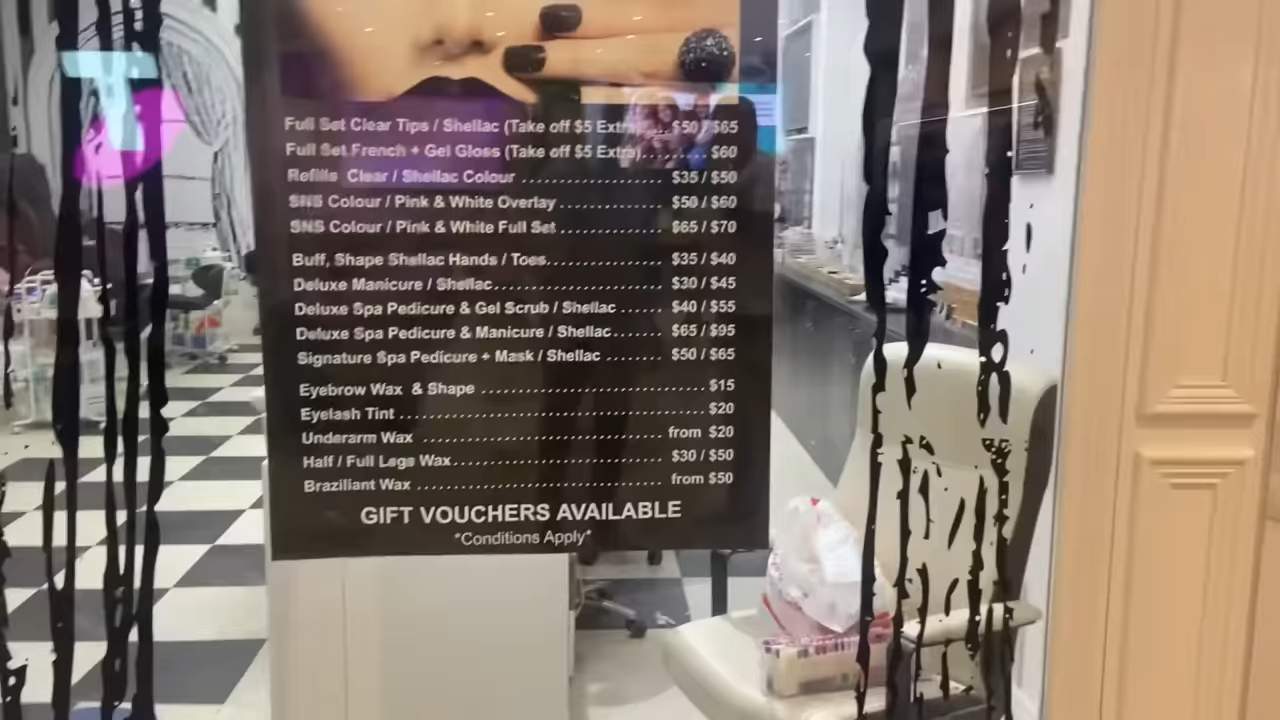 Full Set Clear Tips / Shellac (Take off $5 Extra).... $50 / $65
Full Set French + Gel Gloss (Take off $5 Extra)......... $60
Refills Clear / Shellac Colour ...................... $35 / $50
SNS Colour / Pink & White Overlay ................ $50 / $60
SNS Colour / Pink & White Full Set ................ $65 / $70
Buff, Shape Shellac Hands / Toes.................. $35 / $40
Deluxe Manicure / Shellac.......................... $30 / $45
Deluxe Spa Pedicure & Gel Scrub / Shellac ...... $40 / $55
Deluxe Spa Pedicure & Manicure / Shellac....... $65 / $95
Signature Spa Pedicure + Mask / Shellac ........ $50 / $65
Eyebrow Wax & Shape .................................. $15
Eyelash Tint .............................................. $20
Underarm Wax ..................................... from $20
Half / Full Legs Wax................................ $30 / $50
Braziliant Wax ...................................... from $50
GIFT VOUCHERS AVAILABLE
*Conditions Apply*